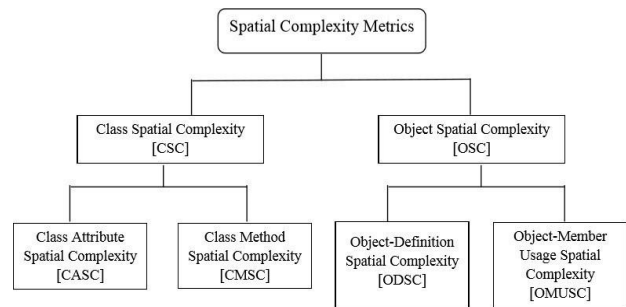 Spatial Complexity Metrics
Class Spatial Complexity
[CSC]
Object Spatial Complexity
[OSC]
Class Attribute
Spatial Complexity
[CASC]
Class Method
Spatial Complexity
[CMSC]
Object-Definition
Spatial Complexity
[ODSC]
Object-Member
Usage Spatial
Complexity
[OMUSC]